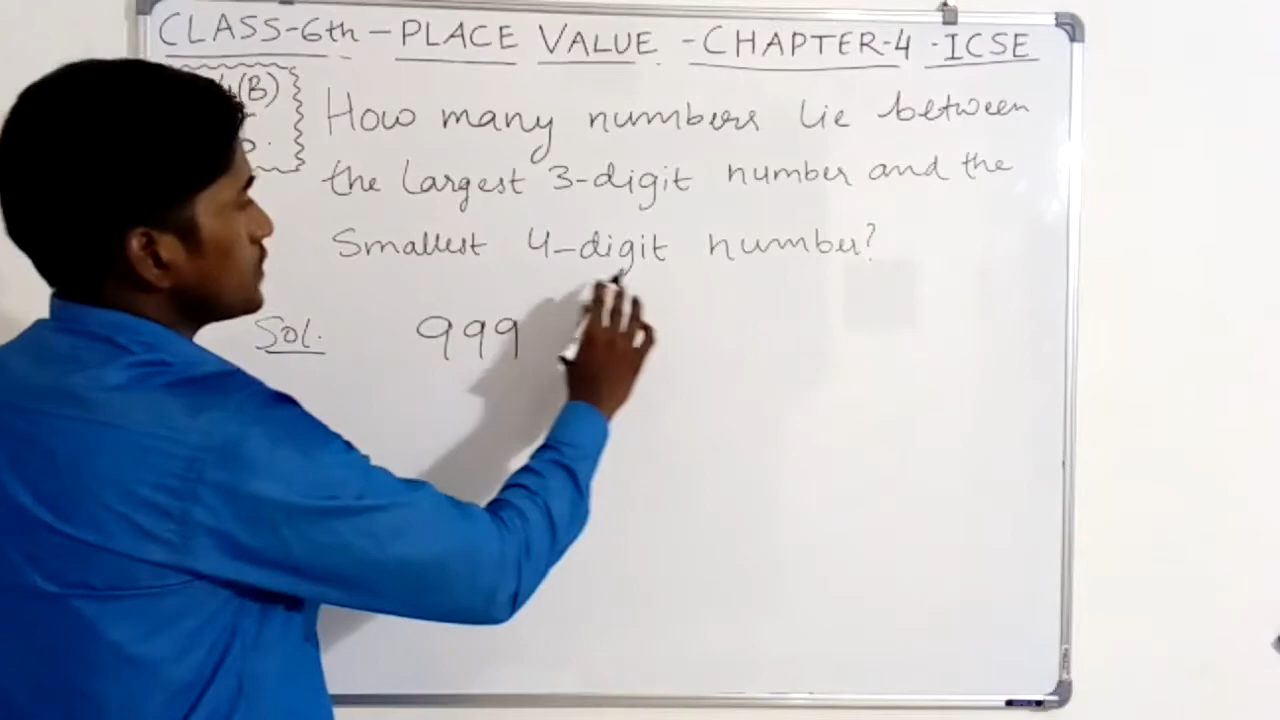 CLASS-6th-PLACE VALUE -CHAPTER-4 -ICSE
4(B)
How many numbers lie between
the largest 3-digit number and the
Smallest 4-digit number?
Sol. 999